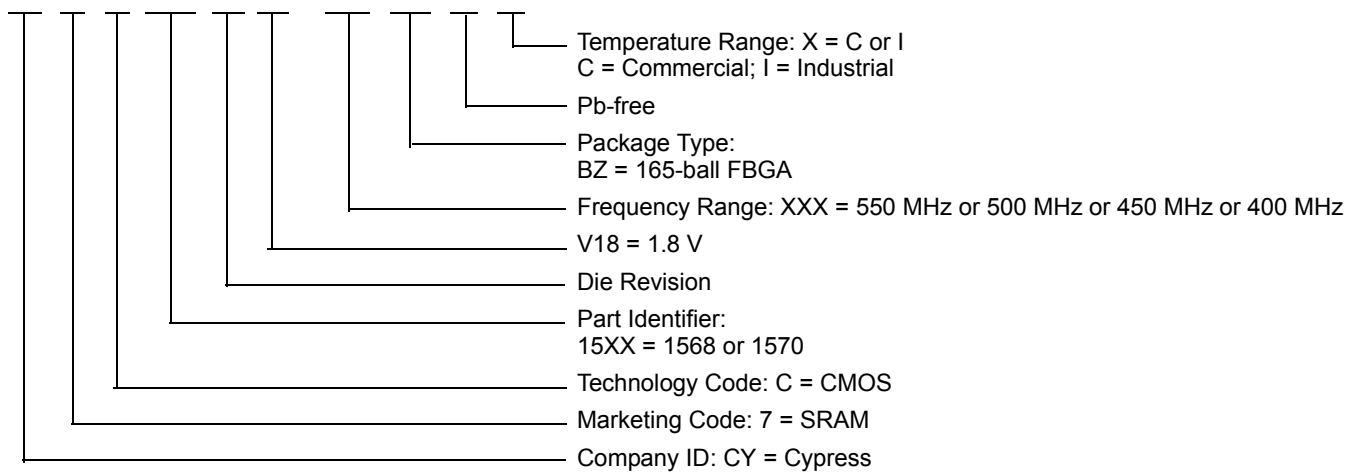 Temperature Range: X = C or I
C = Commercial; I = Industrial
Pb-free
Package Type:
BZ = 165-ball FBGA
Frequency Range: XXX = 550 MHz or 500 MHz or 450 MHz or 400 MHz
V18 = 1.8 V
Die Revision
Part Identifier:
15XX = 1568 or 1570
Technology Code: C = CMOS
Marketing Code: 7 = SRAM
Company ID: CY = Cypress